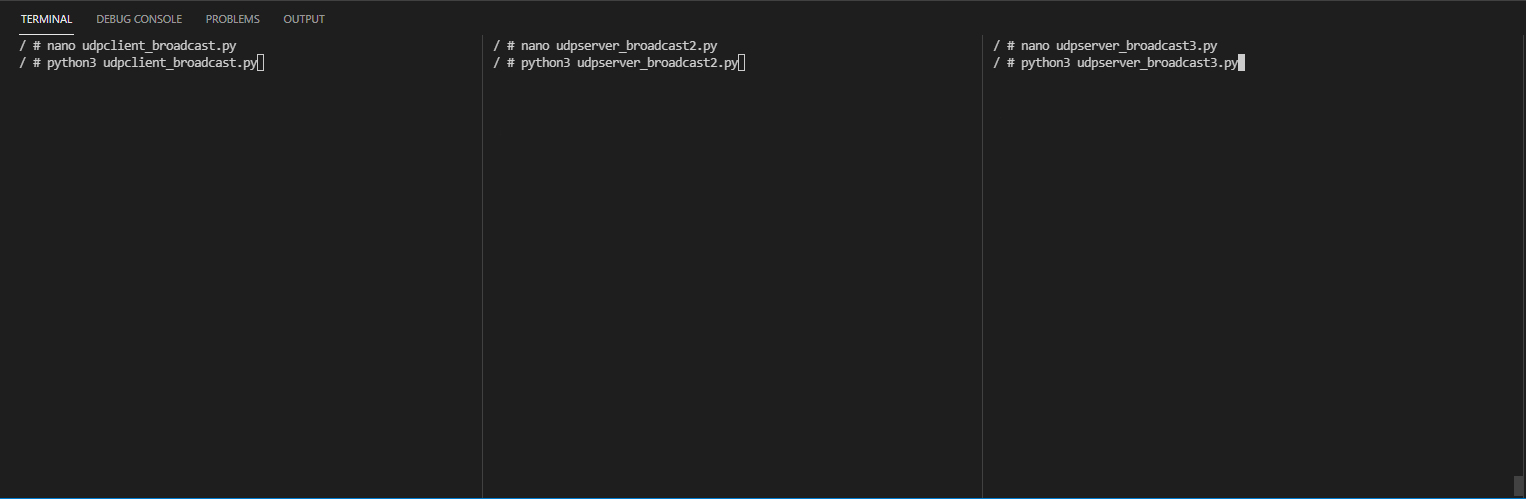 TERMINAL DEBUG CONSOLE PROBLEMS OUTPUT
/ # nano udpclient_broadcast.py
/ # python3 udpclient_broadcast.py
/ # nano udpserver_broadcast2.py
/ # python3 udpserver_broadcast2.py
/ # nano udpserver_broadcast3.py
/ # python3 udpserver_broadcast3.py